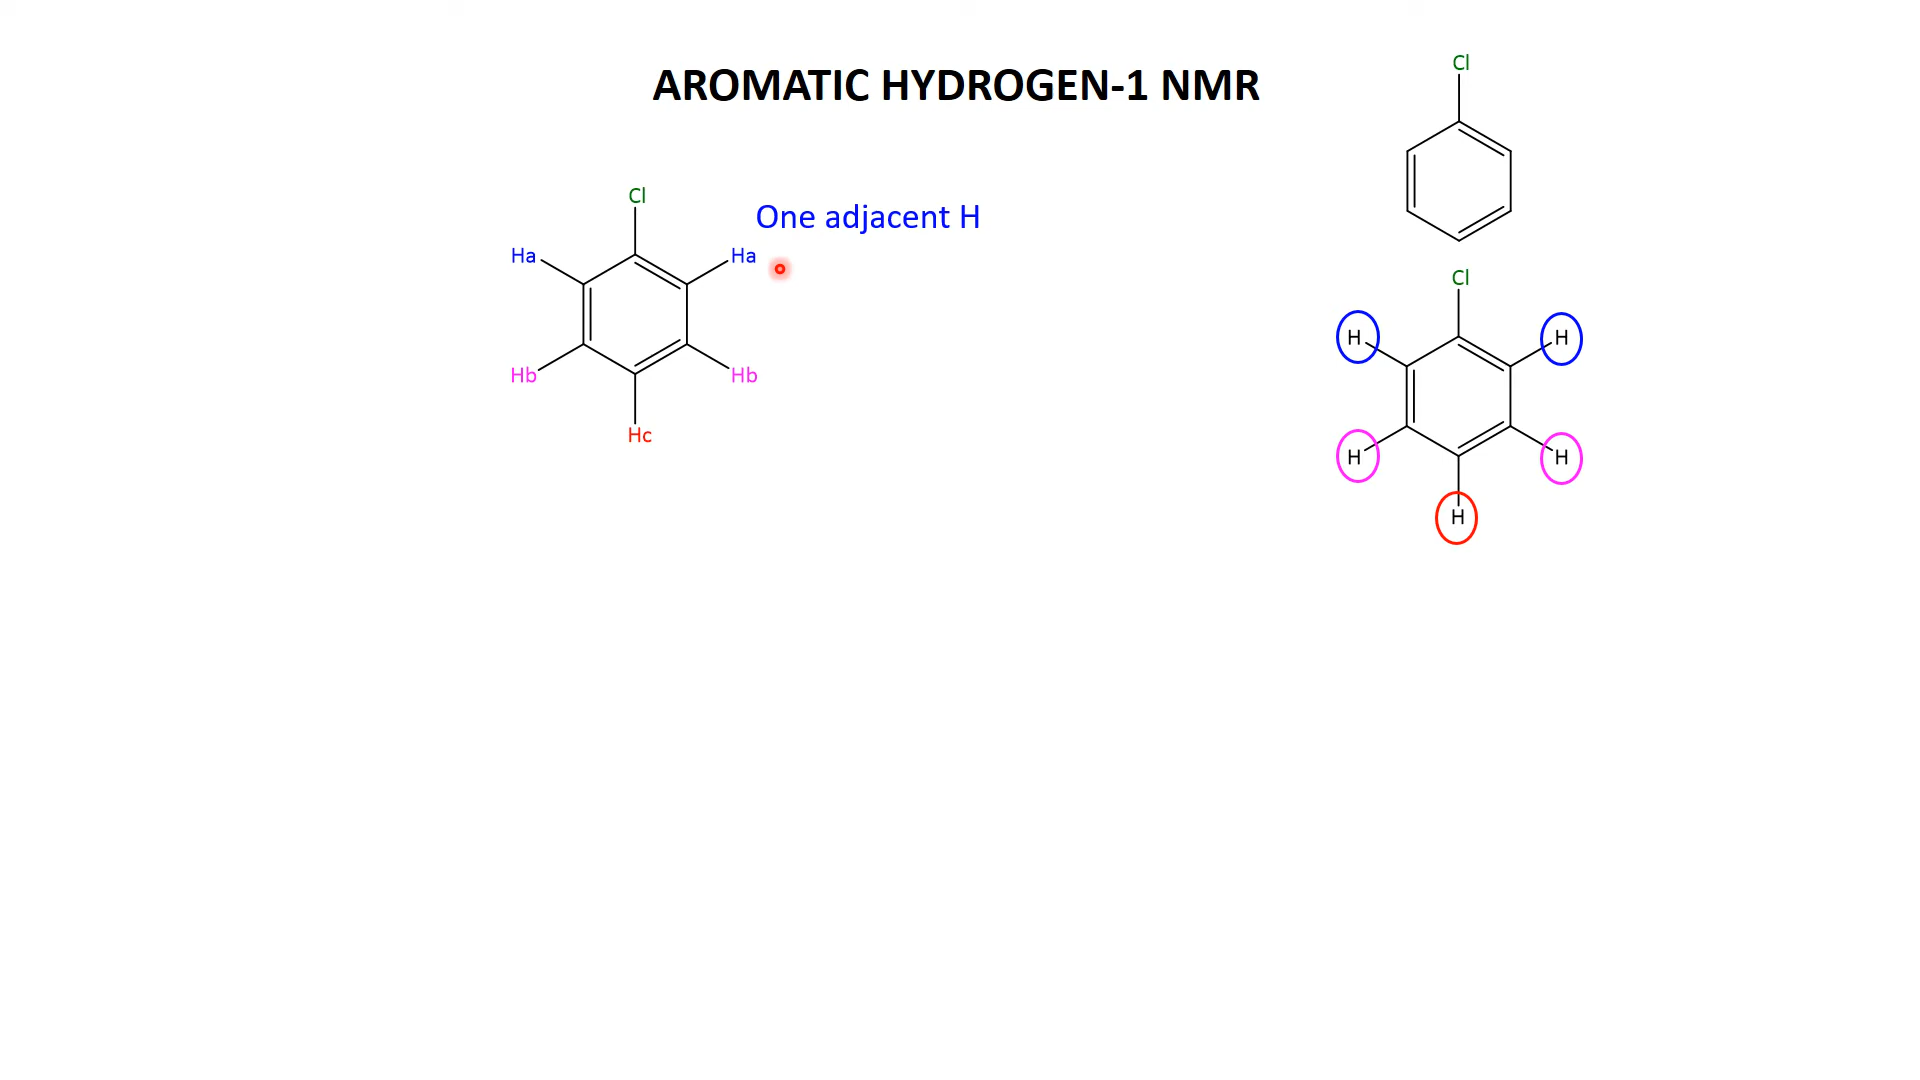 AROMATIC HYDROGEN-1 NMR
Cl
Cl
One adjacent H
Ha Ha
Hb Hb
Hc
Cl
H H
H H
H